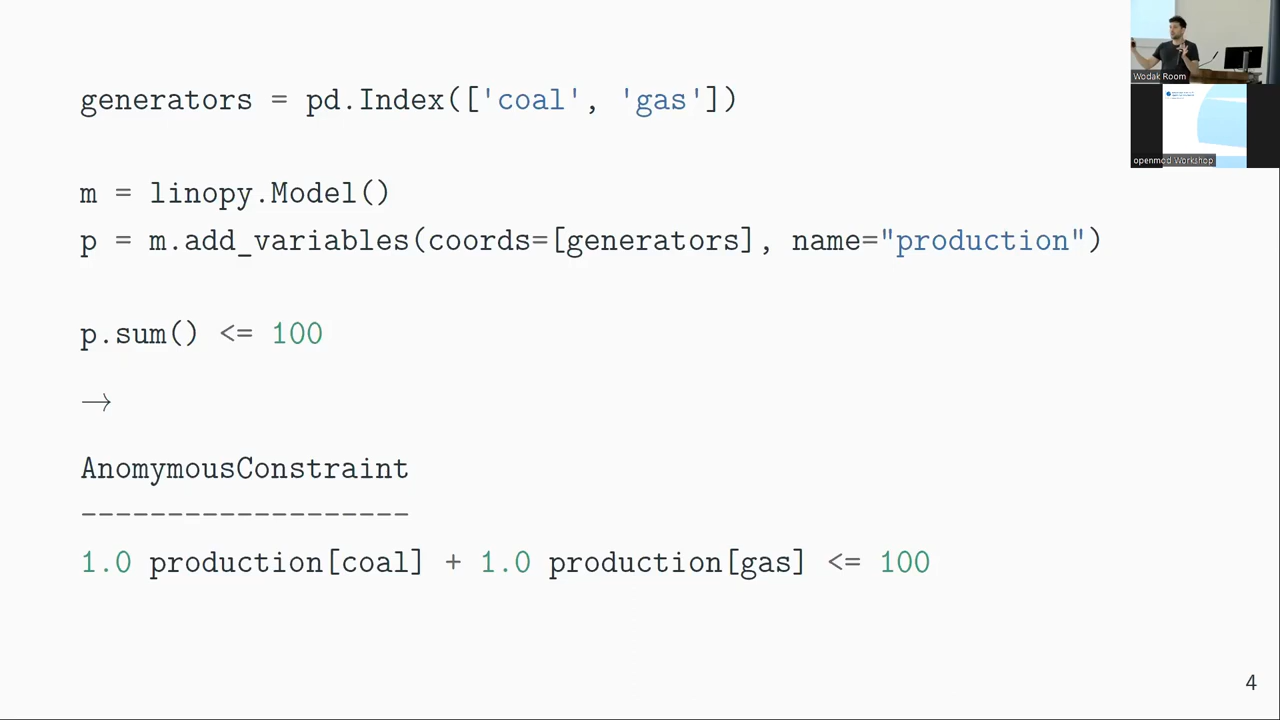 generators = pd.Index(['coal', 'gas'])
m = linopy.Model()
p = m.add_variables(coords=[generators], name="production")
p.sum() <= 100
→
AnomymousConstraint
-------------------
1.0 production[coal] + 1.0 production[gas] <= 100
4
Wodak Room
openmod Workshop